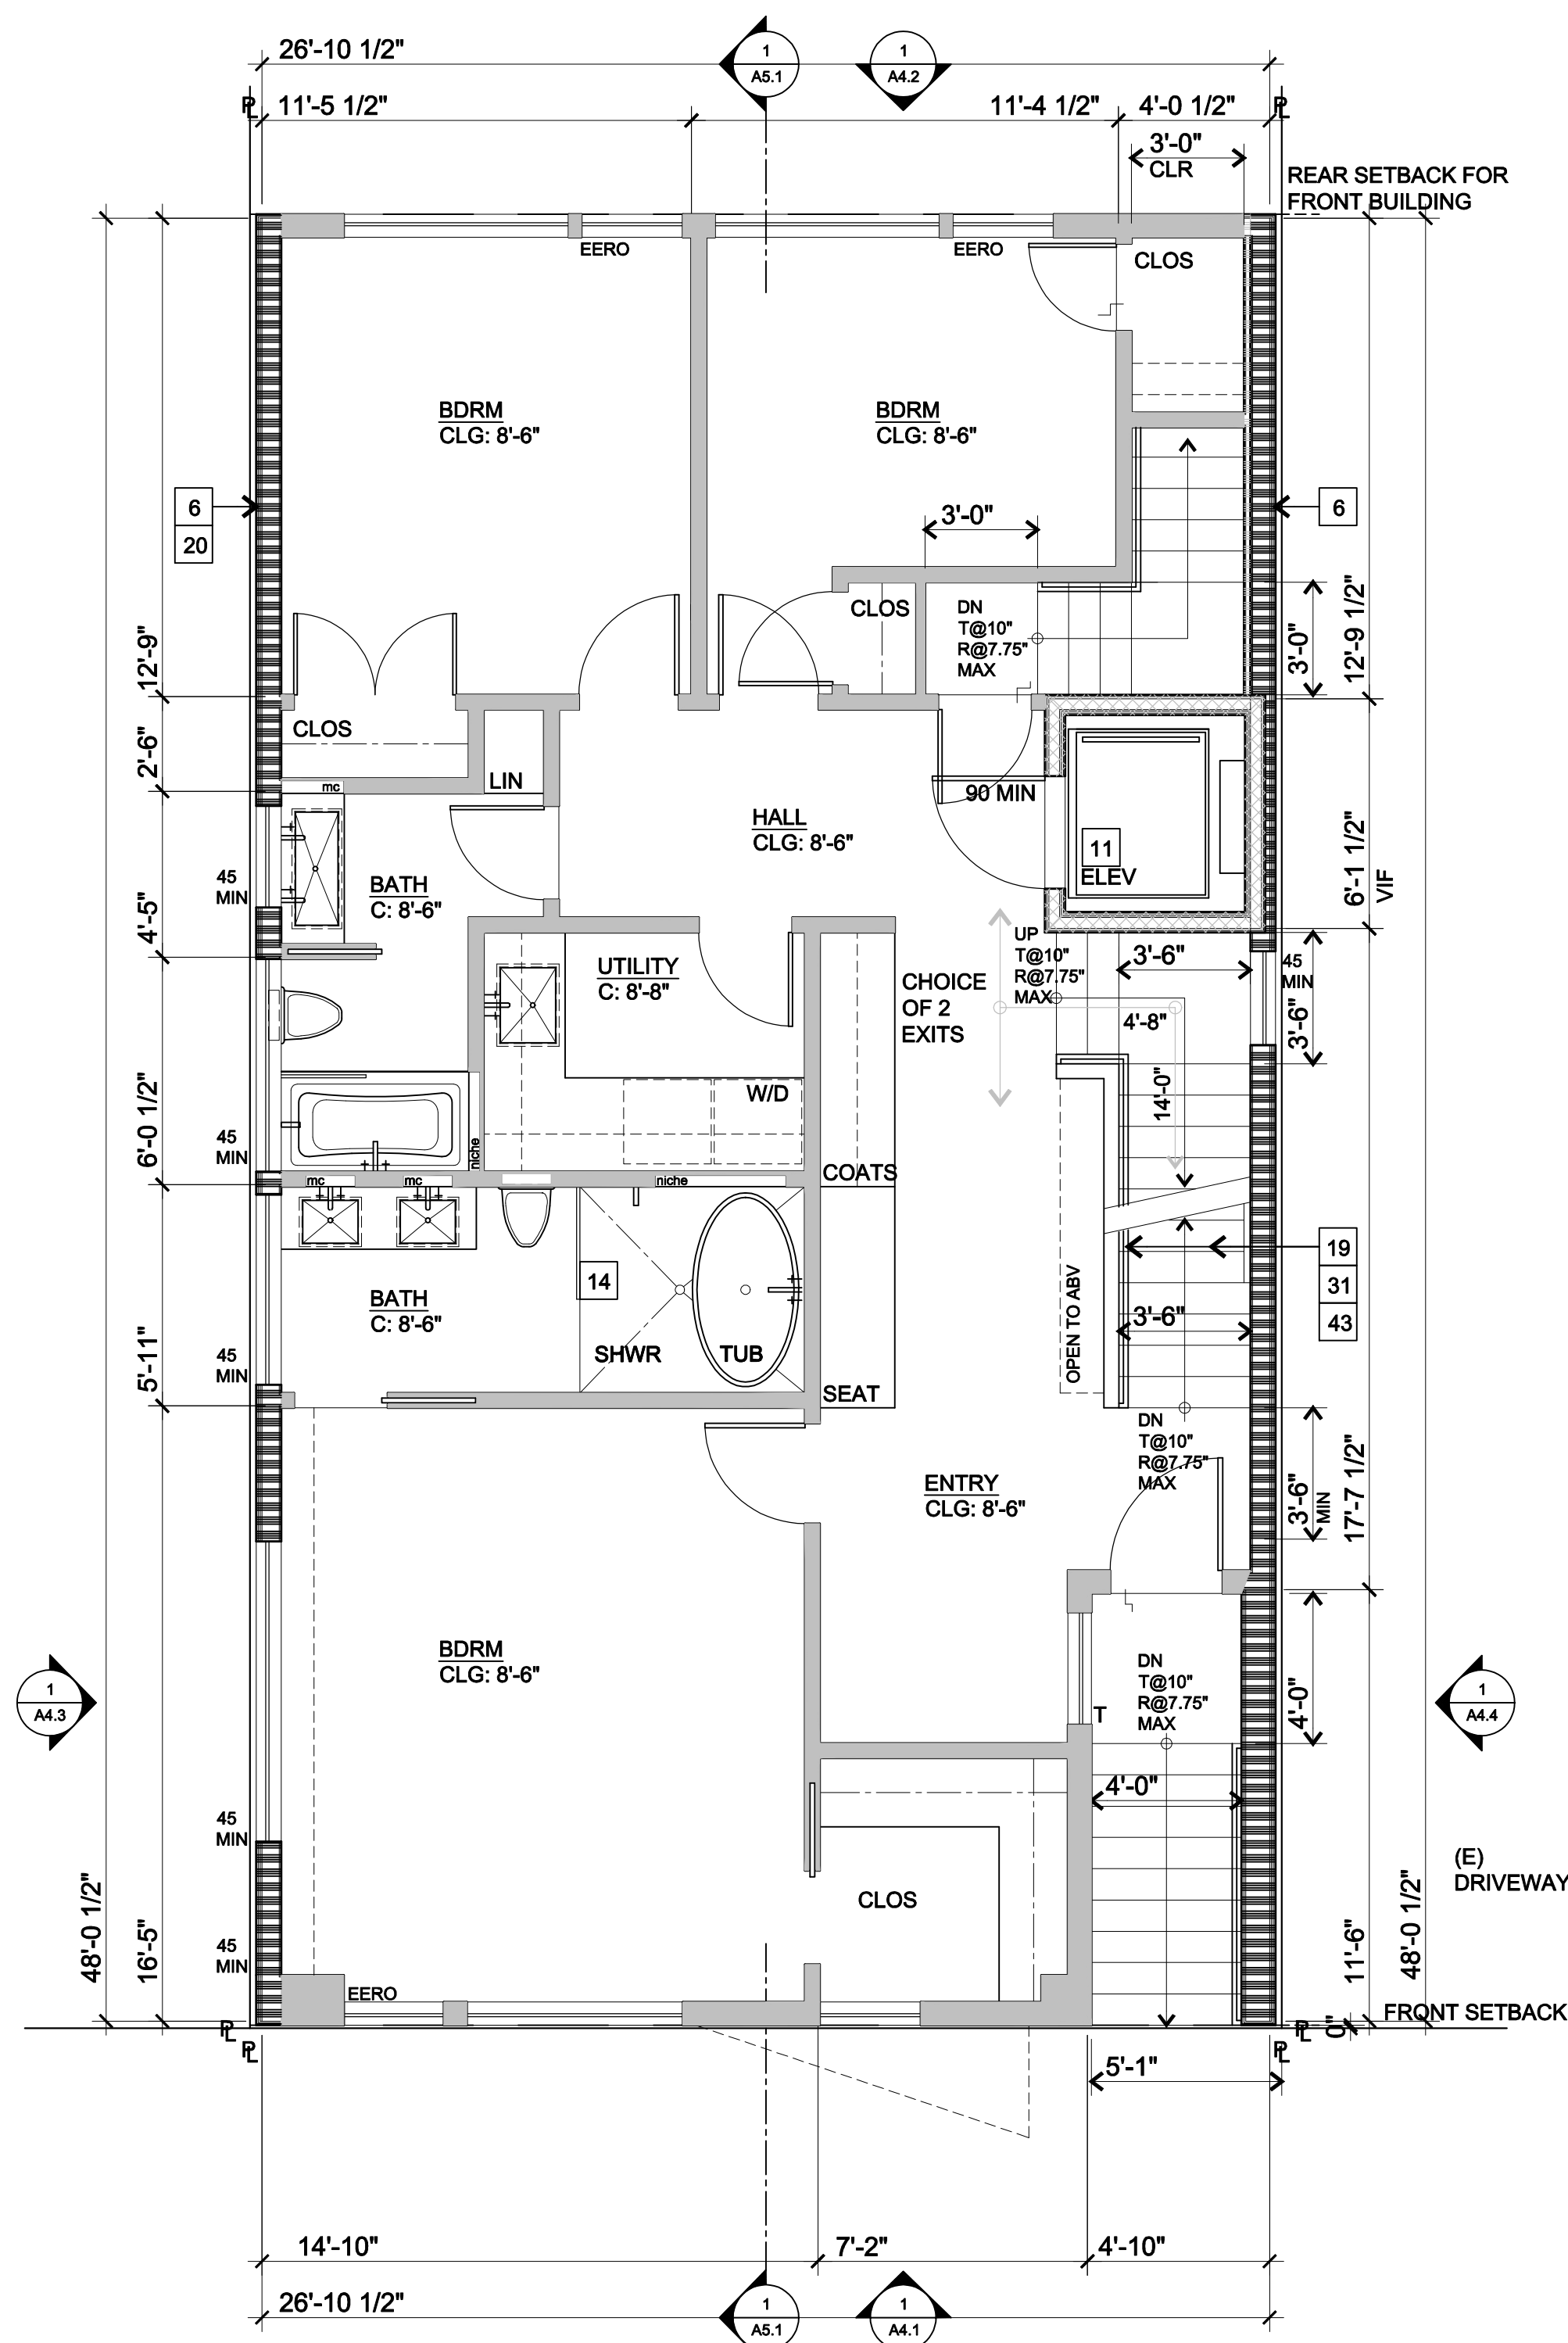 26'-10 1/2"
1
A5.1
1
A4.2
11'-5 1/2"
11'-4 1/2"
4'-0 1/2"
PL
PL
3'-0"
CLR
REAR SETBACK FOR
FRONT BUILDING
EERO
EERO
CLOS
BDRM
CLG: 8'-6"
BDRM
CLG: 8'-6"
6
20
6
3'-0"
CLOS
DN
T@10"
R@7.75"
MAX
3'-0"
12'-9 1/2"
12'-9"
CLOS
LIN
mc
2'-6"
90 MIN
HALL
CLG: 8'-6"
11
ELEV
6'-1 1/2"
VIF
45
MIN
BATH
C: 8'-6"
4'-5"
UTILITY
C: 8'-8"
CHOICE
OF 2
EXITS
UP
T@10"
R@7.75"
MAX
3'-6"
45
MIN
3'-6"
4'-8"
14'-0"
W/D
6'-0 1/2"
45
MIN
niche
mc
mc
niche
COATS
14
BATH
C: 8'-6"
SHWR
TUB
OPEN TO ABV
19
31
43
3'-6"
5'-11"
45
MIN
SEAT
DN
T@10"
R@7.75"
MAX
ENTRY
CLG: 8'-6"
3'-6"
MIN
17'-7 1/2"
BDRM
CLG: 8'-6"
1
A4.3
DN
T@10"
R@7.75"
MAX
T
4'-0"
1
A4.4
4'-0"
45
MIN
(E)
DRIVEWAY
CLOS
48'-0 1/2"
16'-5"
45
MIN
EERO
11'-6"
48'-0 1/2"
FRONT SETBACK
PL
PL
PL
0"
PL
5'-1"
14'-10"
7'-2"
4'-10"
26'-10 1/2"
1
A5.1
1
A4.1